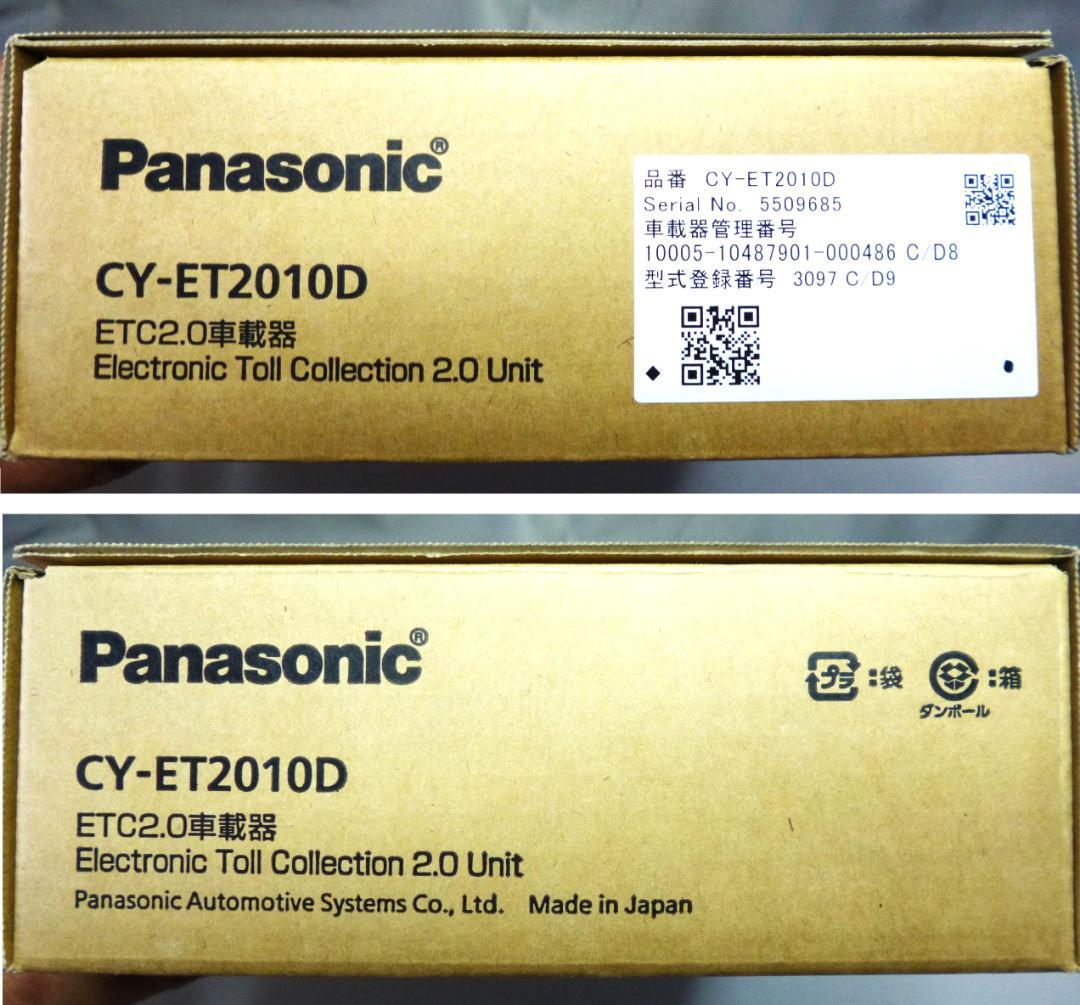 Panasonic®
CY-ET2010D
ETC2.0車載器
Electronic Toll Collection 2.0 Unit
品番 CY-ET2010D
Serial No. 5509685
車載器管理番号
10005-10487901-000486 C/D8
型式登録番号 3097 C/D9
Panasonic®
CY-ET2010D
ETC2.0車載器
Electronic Toll Collection 2.0 Unit
Panasonic Automotive Systems Co., Ltd. Made in Japan
プラ :袋 :箱
ダンボール